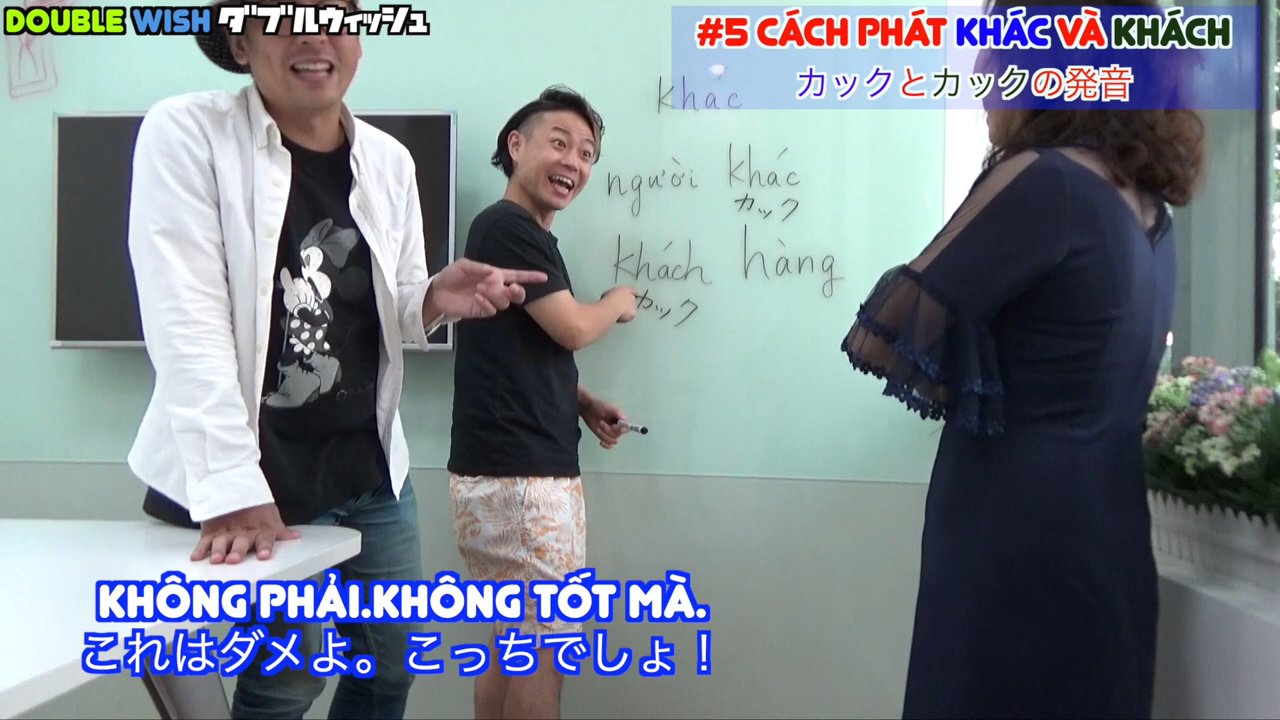 DOUBLE WISH ダブルウィッシュ
#5 CÁCH PHÁT KHÁC VÀ KHÁCH
カックとカックの発音
khac
người khác
カック
khách hàng
カック
KHÔNG PHẢI.KHÔNG TỐT MÀ.
これはダメよ。こっちでしょ！